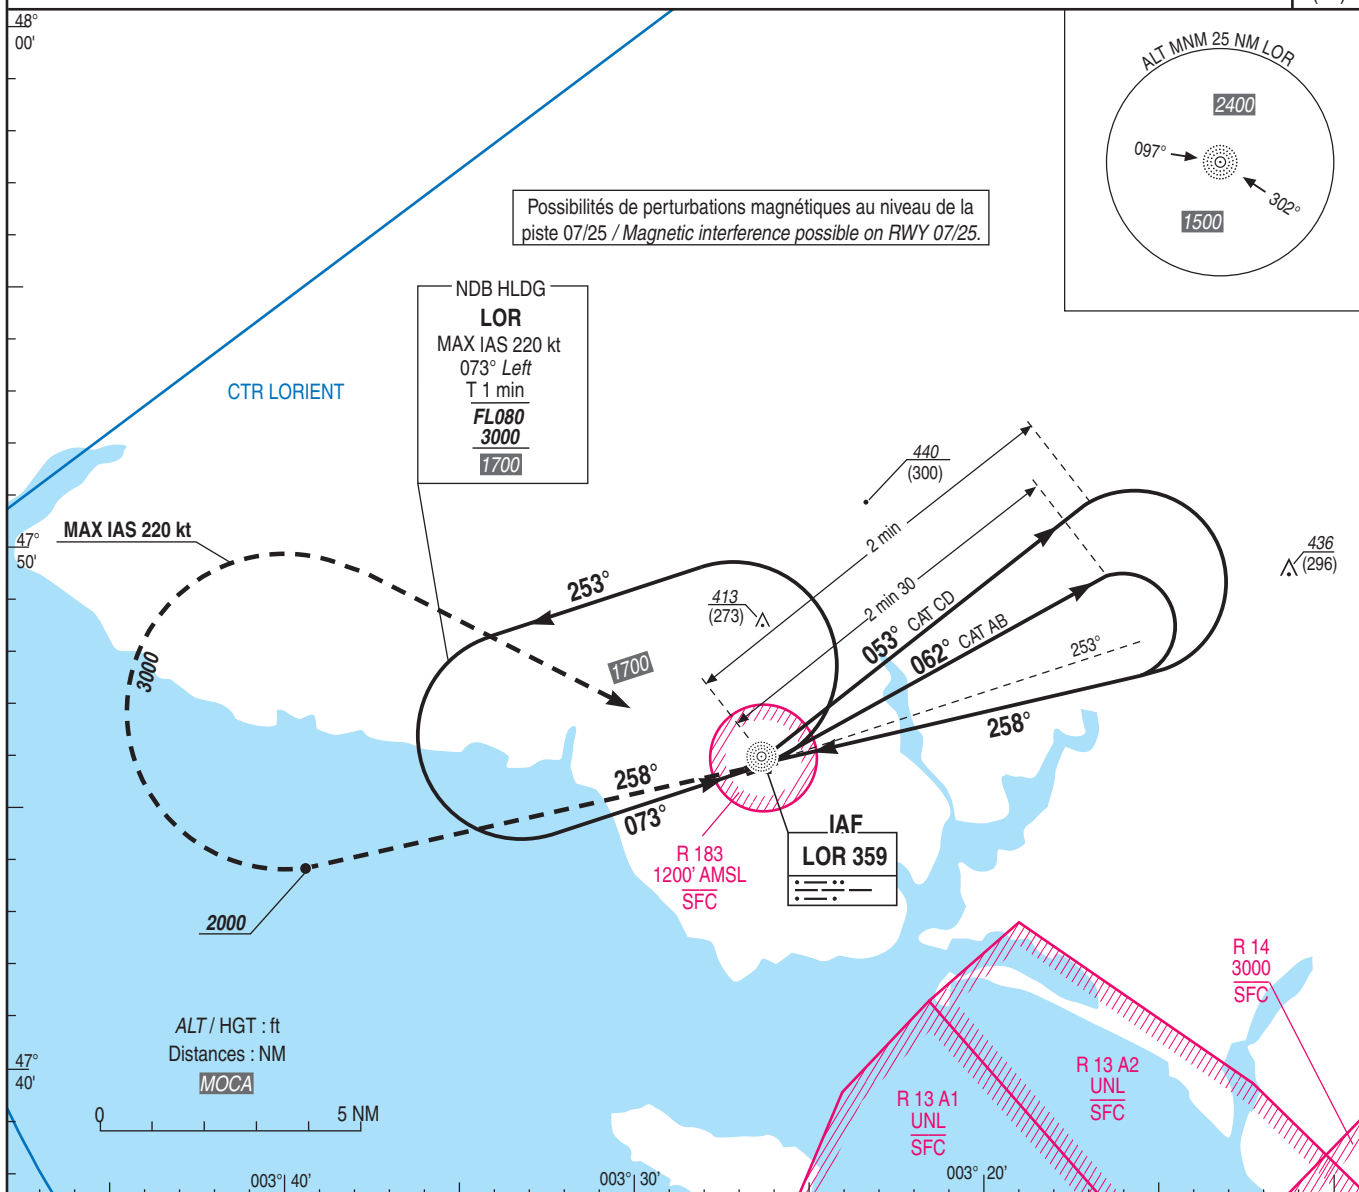 48°
00'
ALT MNM 25 NM LOR
2400
097°
302°
1500
Possibilités de perturbations magnétiques au niveau de la
piste 07/25 / Magnetic interference possible on RWY 07/25.
NDB HLDG
LOR
MAX IAS 220 kt
073° Left
T 1 min
FL080
3000
1700
CTR LORIENT
440
(300)
MAX IAS 220 kt
47°
50'
2 min
436
(296)
253°
413
(273)
2 min 30
053° CAT CD
062° CAT AB
253°
3000
1700
258°
258°
073°
IAF
LOR 359
R 183
1200' AMSL
SFC
2000
R 14
3000
SFC
ALT / HGT : ft
Distances : NM
MOCA
47°
40'
R 13 A2
UNL
SFC
R 13 A1
UNL
SFC
0 5 NM
003° 40' 003° 30' 003° 20'